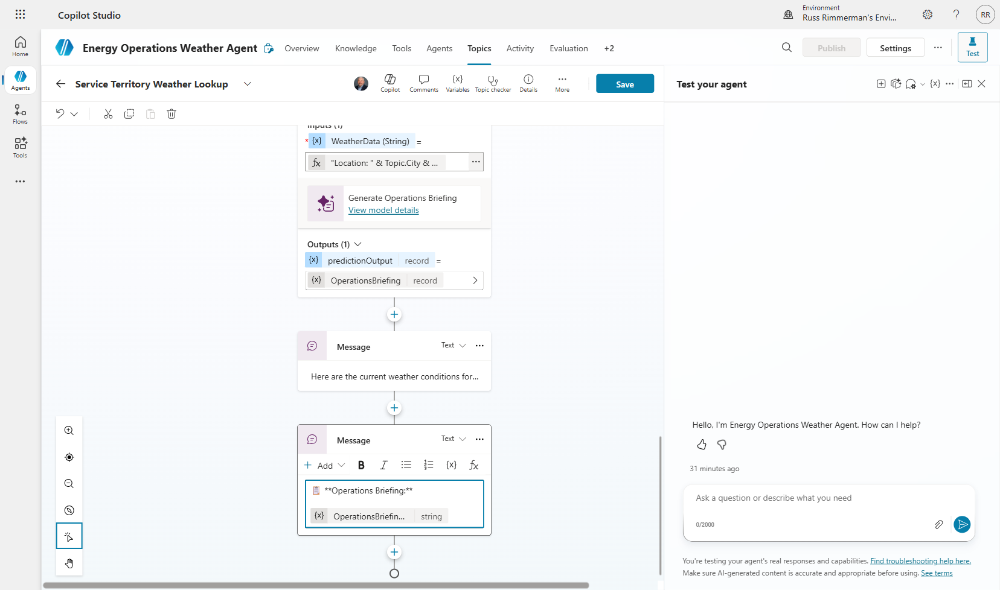 Copilot Studio
Environment
Russ Rimmerman's Envi...
RR
Home
Agents
Flows
Tools
Energy Operations Weather Agent
Overview
Knowledge
Tools
Agents
Topics
Activity
Evaluation
+2
Publish
Settings
Test
Service Territory Weather Lookup
Copilot
Comments
{x} Variables
Topic checker
Details
More
Save
Test your agent
{x}
Inputs (1)
* {x} WeatherData (String) =
fx "Location: " & Topic.City & ...
Generate Operations Briefing
View model details
Outputs (1)
{x} predictionOutput record =
{x} OperationsBriefing record
Message
Text
Here are the current weather conditions for...
Message
Text
+ Add B I {x} fx
📋 **Operations Briefing:**
{x} OperationsBriefin... string
Hello, I'm Energy Operations Weather Agent. How can I help?
31 minutes ago
Ask a question or describe what you need
0/2000
You're testing your agent's real responses and capabilities. Find troubleshooting help here.
Make sure AI-generated content is accurate and appropriate before using. See terms